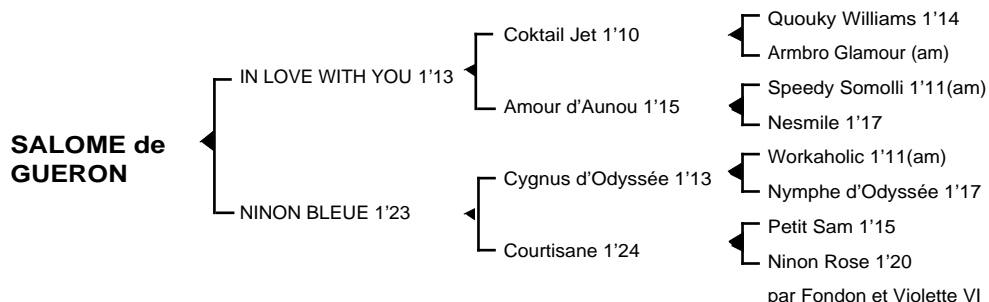 SALOME de
GUERON
IN LOVE WITH YOU 1'13
NINON BLEUE 1'23
Coktail Jet 1'10
Amour d'Aunou 1'15
Cygnus d'Odyssée 1'13
Courtisane 1'24
Quouky Williams 1'14
Armbro Glamour (am)
Speedy Somolli 1'11(am)
Nesmile 1'17
Workaholic 1'11(am)
Nymphe d'Odyssée 1'17
Petit Sam 1'15
Ninon Rose 1'20
par Fondon et Violette VI